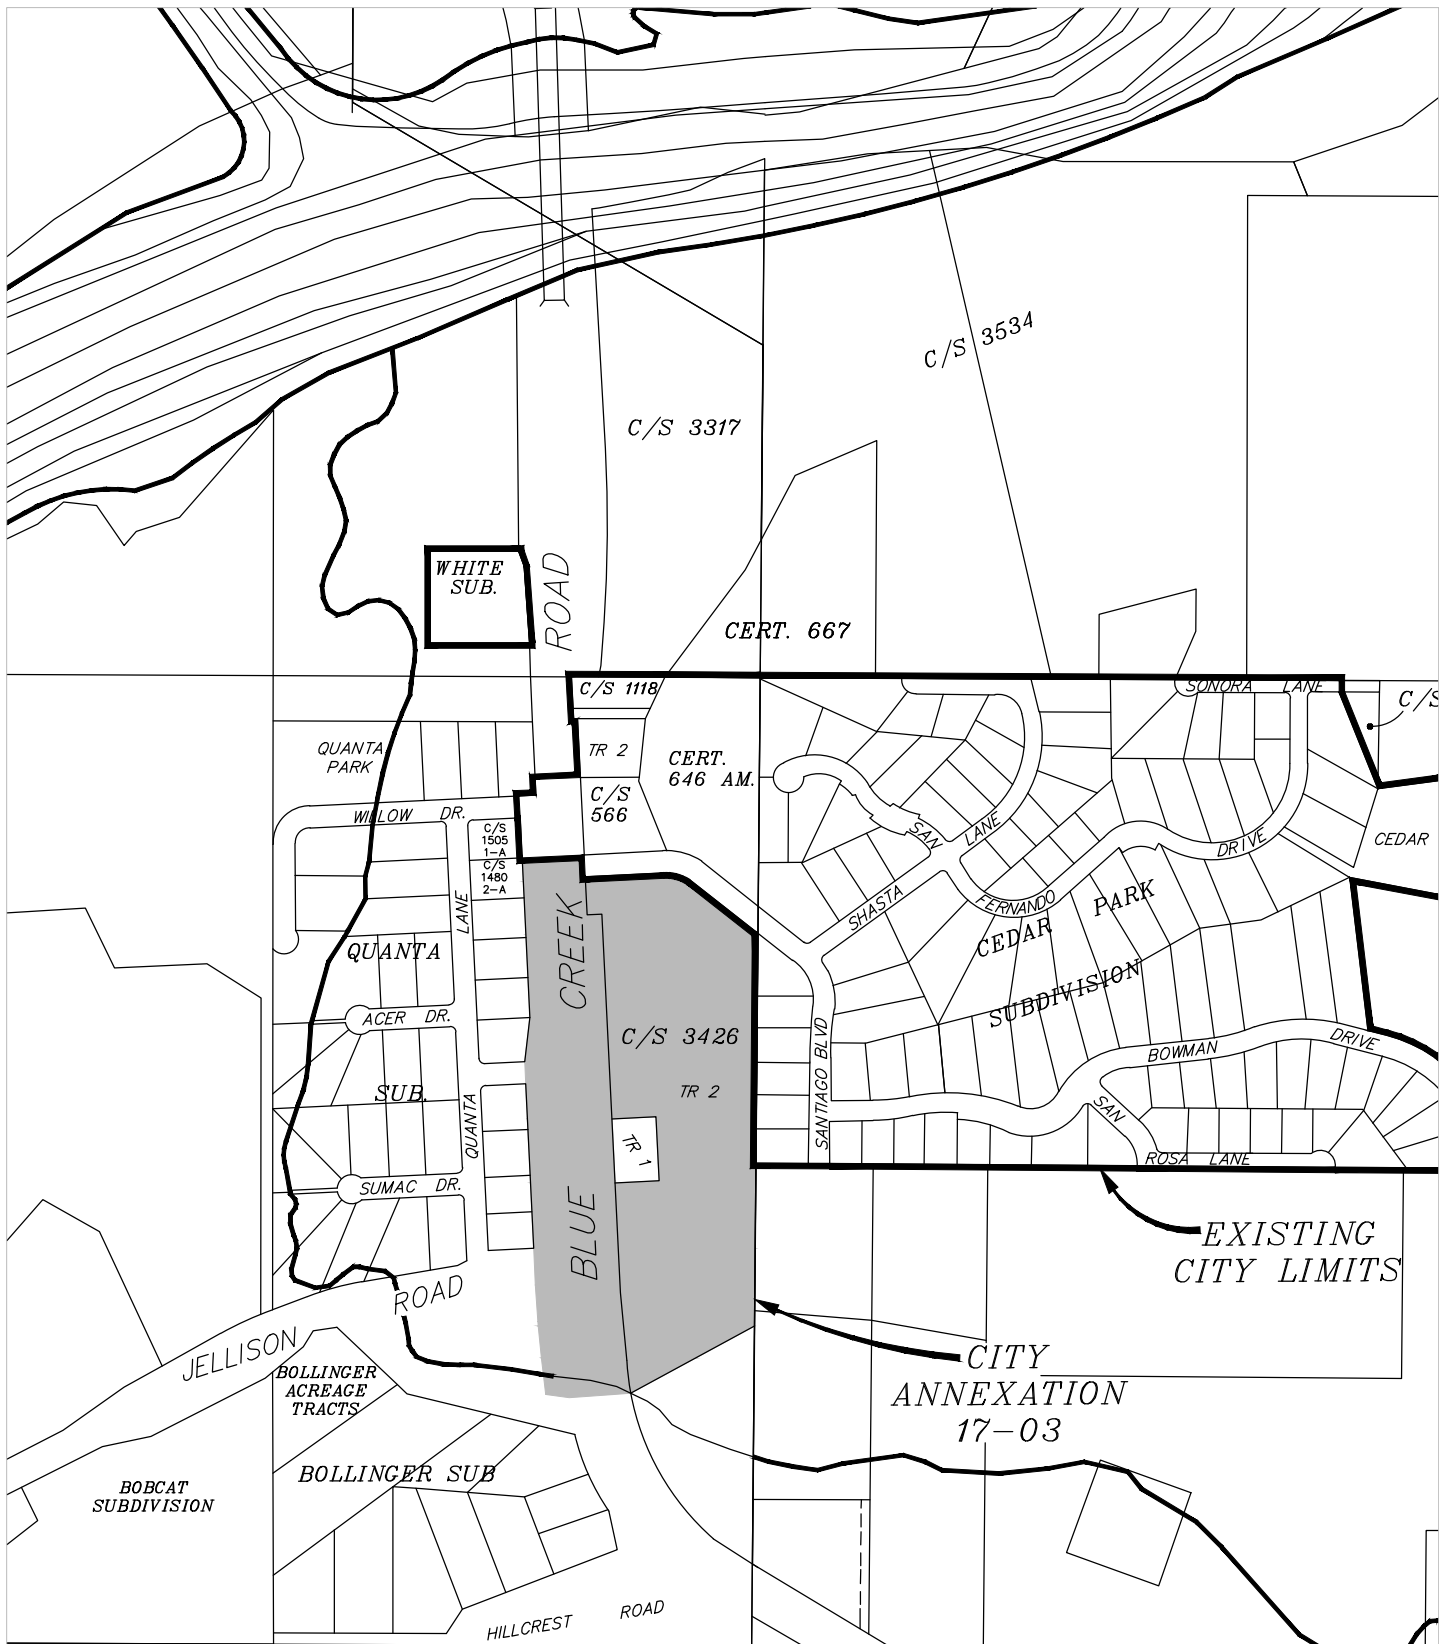 C/S 3534
C/S 3317
WHITE
SUB.
ROAD
CERT. 667
C/S 1118
SONORA LANE
C/S
QUANTA
PARK
TR 2
CERT.
646 AM.
C/S
566
WILLOW DR.
C/S
1505
1-A
C/S
1480
2-A
SAN
LANE
DRIVE
CEDAR
SHASTA
FERNANDO
PARK
CEDAR
SUBDIVISION
LANE
QUANTA
CREEK
ACER DR.
C/S 3426
TR 2
SANTIAGO BLVD
BOWMAN
DRIVE
SUB.
QUANTA
SAN
TR 1
ROSA LANE
SUMAC DR.
BLUE
EXISTING
CITY LIMITS
ROAD
JELLISON
CITY
ANNEXATION
17-03
BOLLINGER
ACREAGE
TRACTS
BOLLINGER SUB
BOBCAT
SUBDIVISION
HILLCREST ROAD